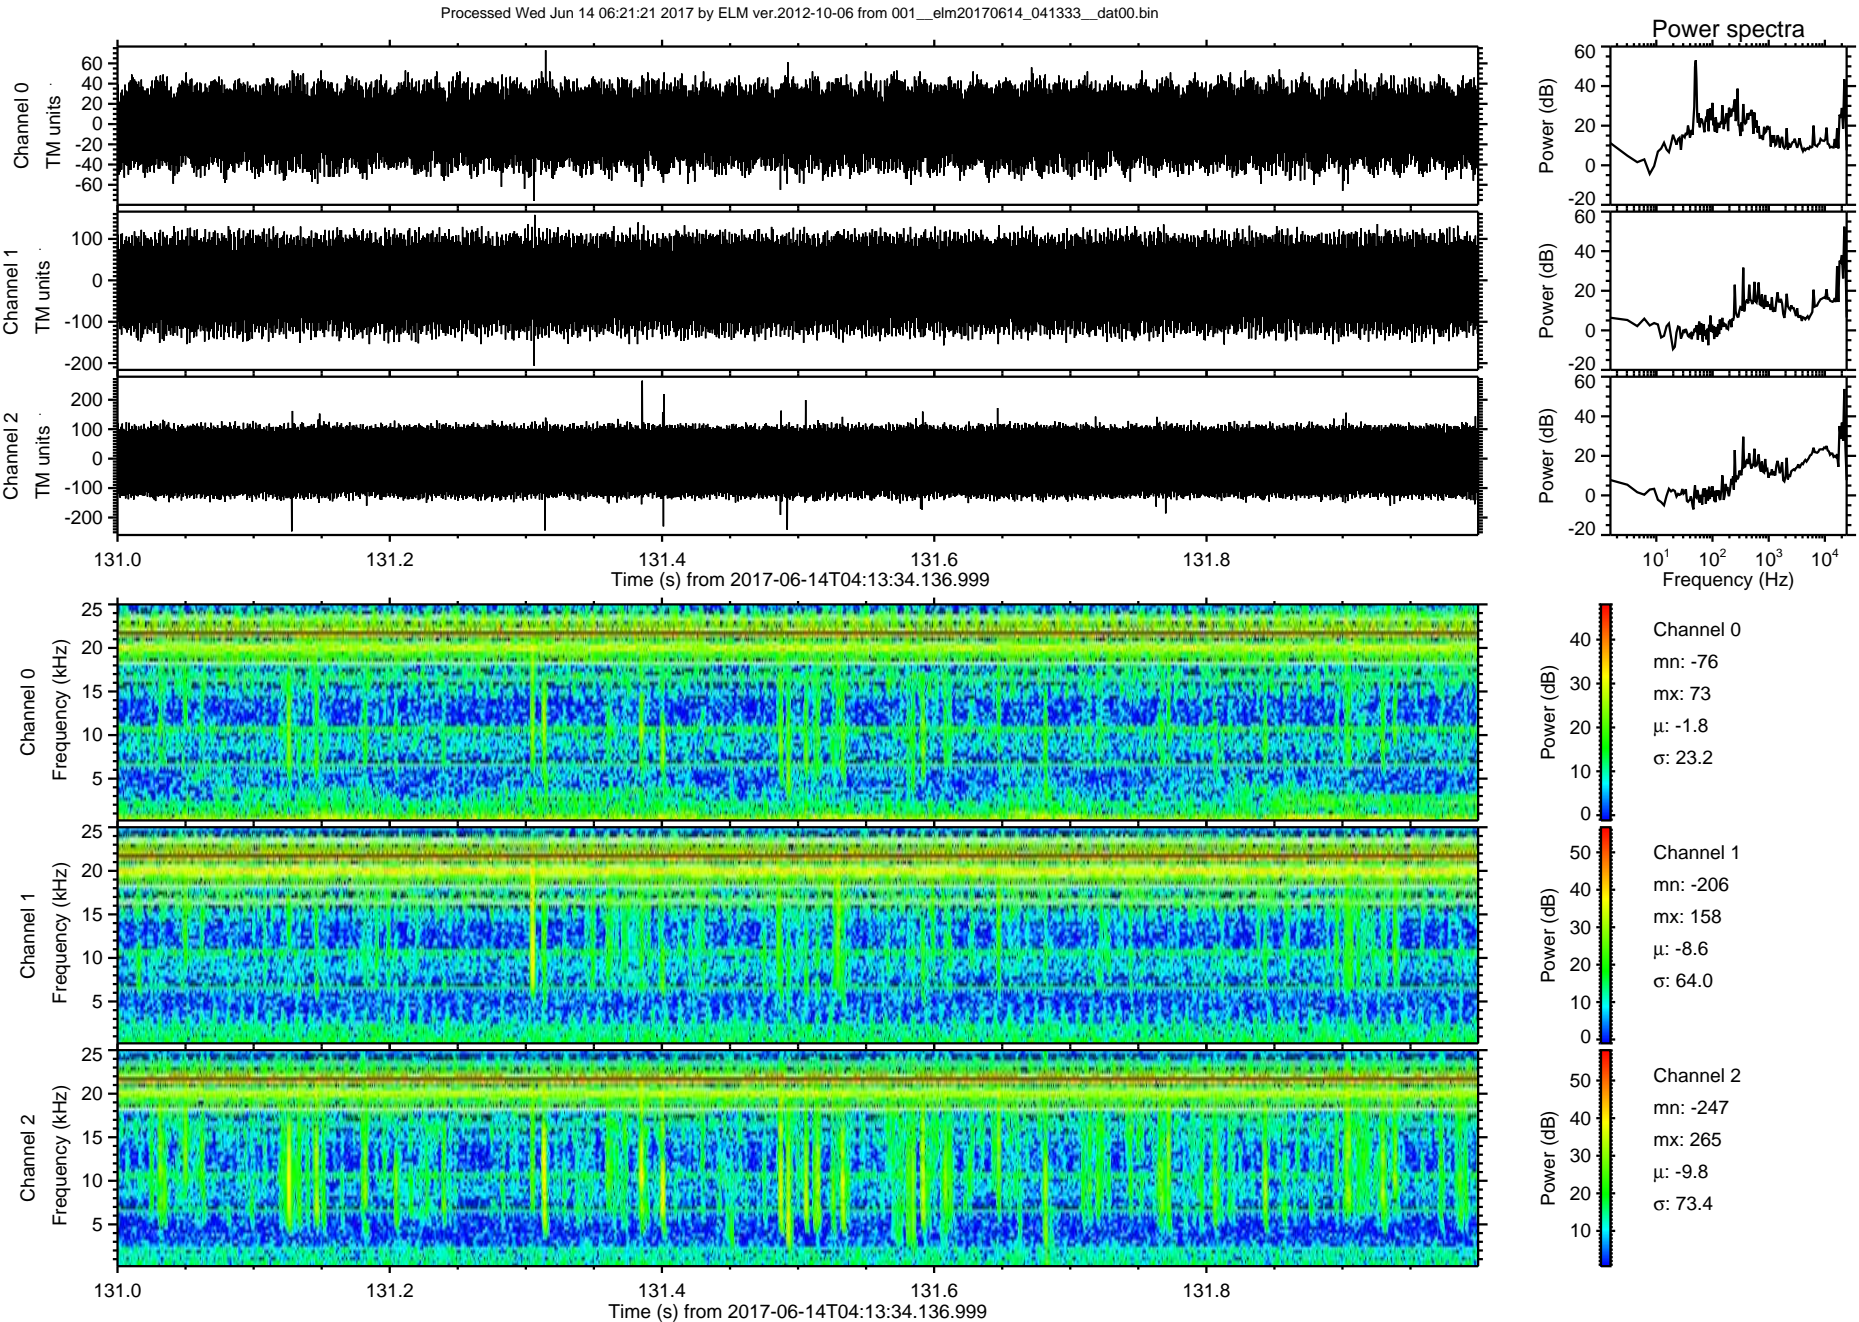 Processed Wed Jun 14 06:21:21 2017 by ELM ver.2012-10-06 from 001__elm20170614_041333__dat00.bin
Power spectra
Channel 0
TM units
60
40
20
0
-20
-40
-60
Power (dB)
60
40
20
0
-20
Channel 1
TM units
100
0
-100
-200
Power (dB)
60
40
20
0
-20
Channel 2
TM units
200
100
0
-100
-200
Power (dB)
60
40
20
0
-20
131.0 131.2 131.4 131.6 131.8
Time (s) from 2017-06-14T04:13:34.136.999
10¹ 10² 10³ 10⁴
Frequency (Hz)
Channel 0
Frequency (kHz)
25
20
15
10
5
Power (dB)
40
30
20
10
0
Channel 0
mn: -76
mx: 73
μ: -1.8
σ: 23.2
Channel 1
Frequency (kHz)
25
20
15
10
5
Power (dB)
50
40
30
20
10
0
Channel 1
mn: -206
mx: 158
μ: -8.6
σ: 64.0
Channel 2
Frequency (kHz)
25
20
15
10
5
Power (dB)
50
40
30
20
10
Channel 2
mn: -247
mx: 265
μ: -9.8
σ: 73.4
131.0 131.2 131.4 131.6 131.8
Time (s) from 2017-06-14T04:13:34.136.999